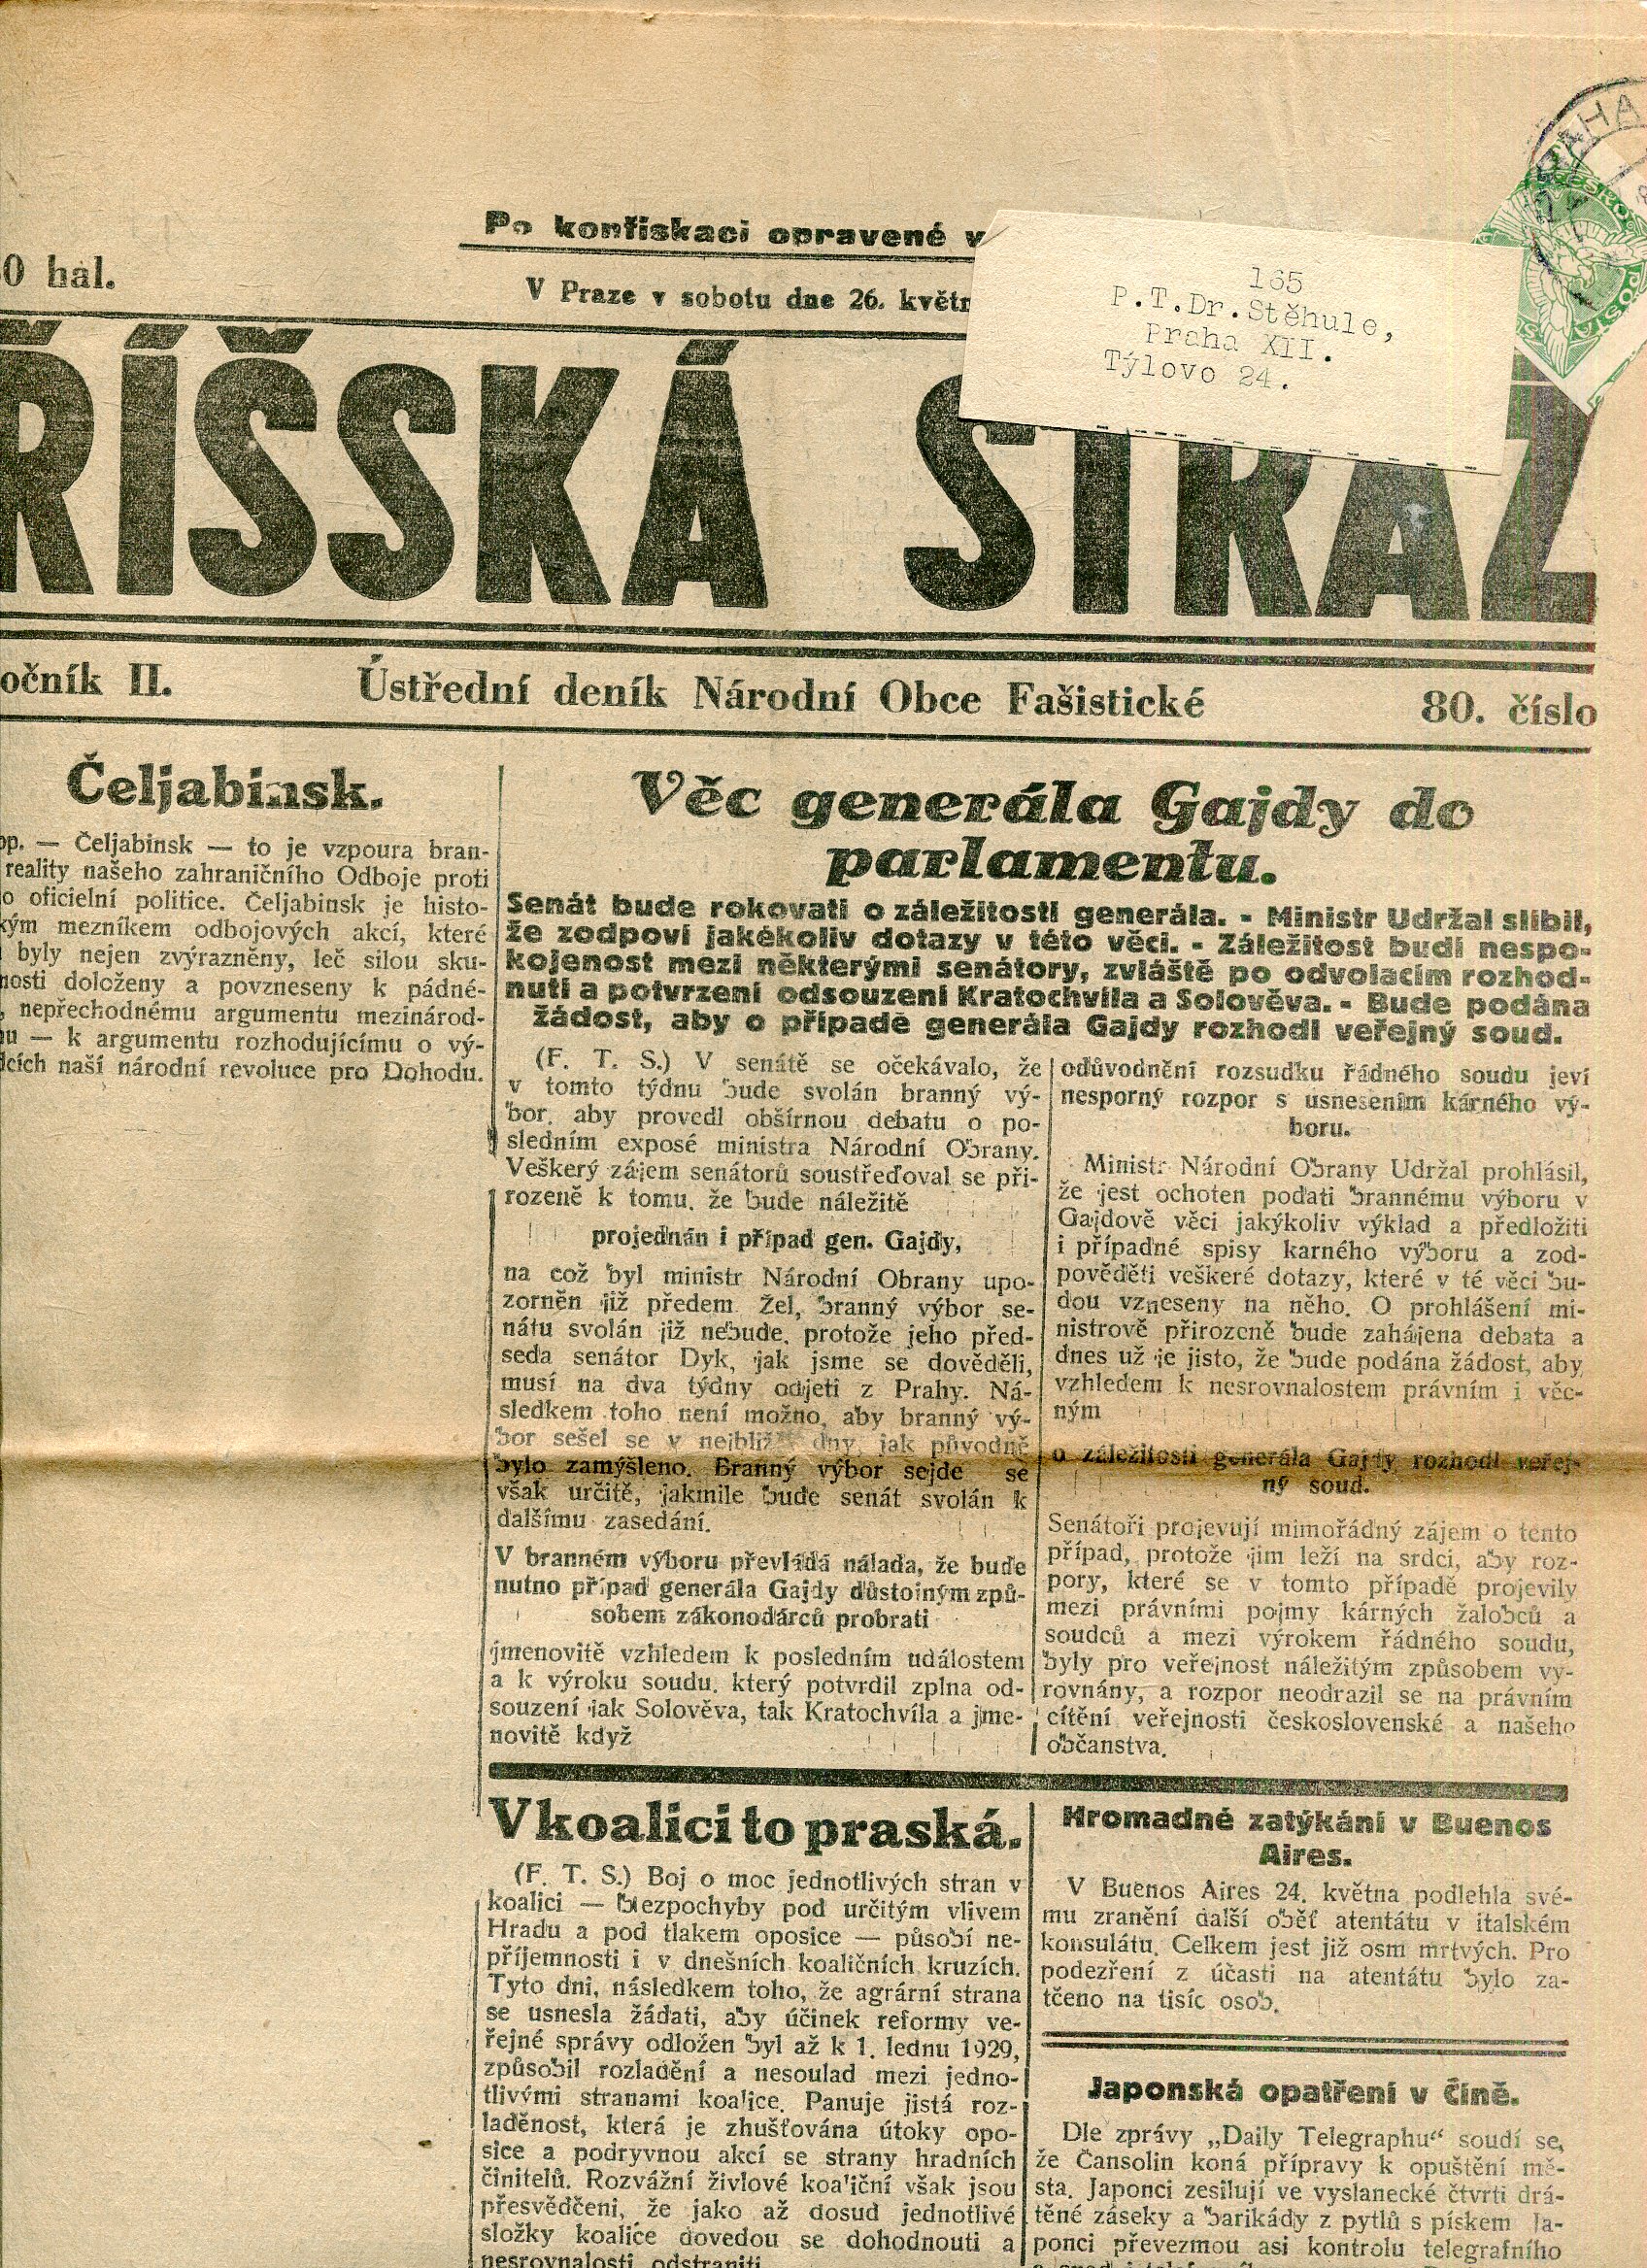 Po konfiskaci opravené v
0 hal.
V Praze v sobotu dne 26. květn
165
P.T.Dr.Stěhule,
Praha XII.
Týlovo 24.
PRAHA
ŘÍŠSKÁ STRÁŽ
očník II.
Ústřední deník Národní Obce Fašistické
80. číslo
Čeljabinsk.
op. — Čeljabinsk — to je vzpoura bran-
reality našeho zahraničního Odboje proti
o oficielní politice. Čeljabinsk je histo-
kým mezníkem odbojových akcí, které
byly nejen zvýrazněny, leč silou sku-
nosti doloženy a povzneseny k pádné-
, nepřechodnému argumentu mezinárod-
u — k argumentu rozhodujícímu o vý-
dcích naší národní revoluce pro Dohodu.
Věc generála Gajdy do
parlamentu.
Senát bude rokovati o záležitosti generála. - Ministr Udržal slíbil,
že zodpoví jakékoliv dotazy v této věci. - Záležitost budí nespo-
kojenost mezi některými senátory, zvláště po odvolacím rozhod-
nutí a potvrzení odsouzení Kratochvíla a Solověva. - Bude podána
žádost, aby o případě generála Gajdy rozhodl veřejný soud.
(F. T. S.) V senátě se očekávalo, že
v tomto týdnu bude svolán branný vý-
bor, aby provedl obšírnou debatu o po-
sledním exposé ministra Národní Obrany.
Veškerý zájem senátorů soustřeďoval se při-
rozeně k tomu, že bude náležitě
projednán i případ gen. Gajdy,
na což byl ministr Národní Obrany upo-
zorněn již předem. Žel, branný výbor se-
nátu svolán již nebude, protože jeho před-
seda senátor Dyk, jak jsme se dověděli,
musí na dva týdny odjeti z Prahy. Ná-
sledkem toho není možno, aby branný vý-
bor sešel se v nejbliž dny, jak původně
bylo zamýšleno. Branný výbor sejde se
však určitě, jakmile bude senát svolán k
dalšímu zasedání.
V branném výboru převládá nálada, že bude
nutno případ generála Gajdy důstojným způ-
sobem zákonodárců probrati
jmenovitě vzhledem k posledním událostem
a k výroku soudu, který potvrdil zplna od-
souzení jak Solověva, tak Kratochvíla a jme-
novitě když
odůvodnění rozsudku řádného soudu jeví
nesporný rozpor s usnesením kárného vý-
boru.
Ministr Národní Obrany Udržal prohlásil,
že jest ochoten podati brannému výboru v
Gajdově věci jakýkoliv výklad a předložiti
i případné spisy karného výboru a zod-
pověděti veškeré dotazy, které v té věci bu-
dou vzneseny na něho. O prohlášení mi-
nistrově přirozeně bude zahájena debata a
dnes už je jisto, že bude podána žádost, aby
vzhledem k nesrovnalostem právním i věc-
ným
o záležitosti generála Gajdy rozhodl veřej-
ný soud.
Senátoři projevují mimořádný zájem o tento
případ, protože jim leží na srdci, aby roz-
pory, které se v tomto případě projevily
mezi právními pojmy kárných žalobců a
soudců a mezi výrokem řádného soudu,
byly pro veřejnost náležitým způsobem vy-
rovnány, a rozpor neodrazil se na právním
cítění veřejnosti československé a našeho
občanstva.
V koalici to praská.
(F. T. S.) Boj o moc jednotlivých stran v
koalici — bezpochyby pod určitým vlivem
Hradu a pod tlakem oposice — působí ne-
příjemnosti i v dnešních koaličních kruzích.
Tyto dni, následkem toho, že agrární strana
se usnesla žádati, aby účinek reformy ve-
řejné správy odložen byl až k 1. lednu 1929,
způsobil rozladění a nesoulad mezi jedno-
tlivými stranami koalice. Panuje jistá roz-
laděnost, která je zhušťována útoky opo-
sice a podryvnou akcí se strany hradních
činitelů. Rozvážní živlové koaliční však jsou
přesvědčeni, že jako až dosud jednotlivé
složky koalice dovedou se dohodnouti a
nesrovnalosti odstraniti.
Hromadné zatýkání v Buenos
Aires.
V Buenos Aires 24. května podlehla své-
mu zranění další oběť atentátu v italském
konsulátu. Celkem jest již osm mrtvých. Pro
podezření z účasti na atentátu bylo za-
tčeno na tisíc osob.
Japonská opatření v Číně.
Dle zprávy „Daily Telegraphu“ soudí se,
že Čansolin koná přípravy k opuštění mě-
sta. Japonci zesilují ve vyslanecké čtvrti drá-
těné záseky a barikády z pytlů s pískem Ja-
ponci převezmou asi kontrolu telegrafního